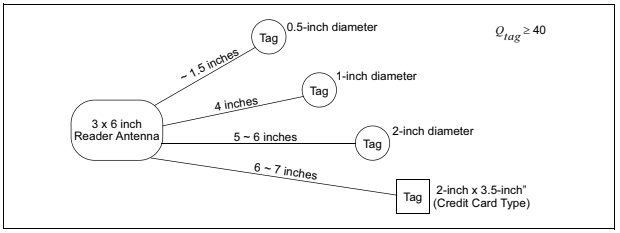 0.5-inch diameter
Q_tag ≥ 40
Tag
~ 1.5 inches
1-inch diameter
Tag
4 inches
3 x 6 inch
Reader Antenna
2-inch diameter
5 ~ 6 inches
Tag
6 ~ 7 inches
2-inch x 3.5-inch"
Tag
(Credit Card Type)